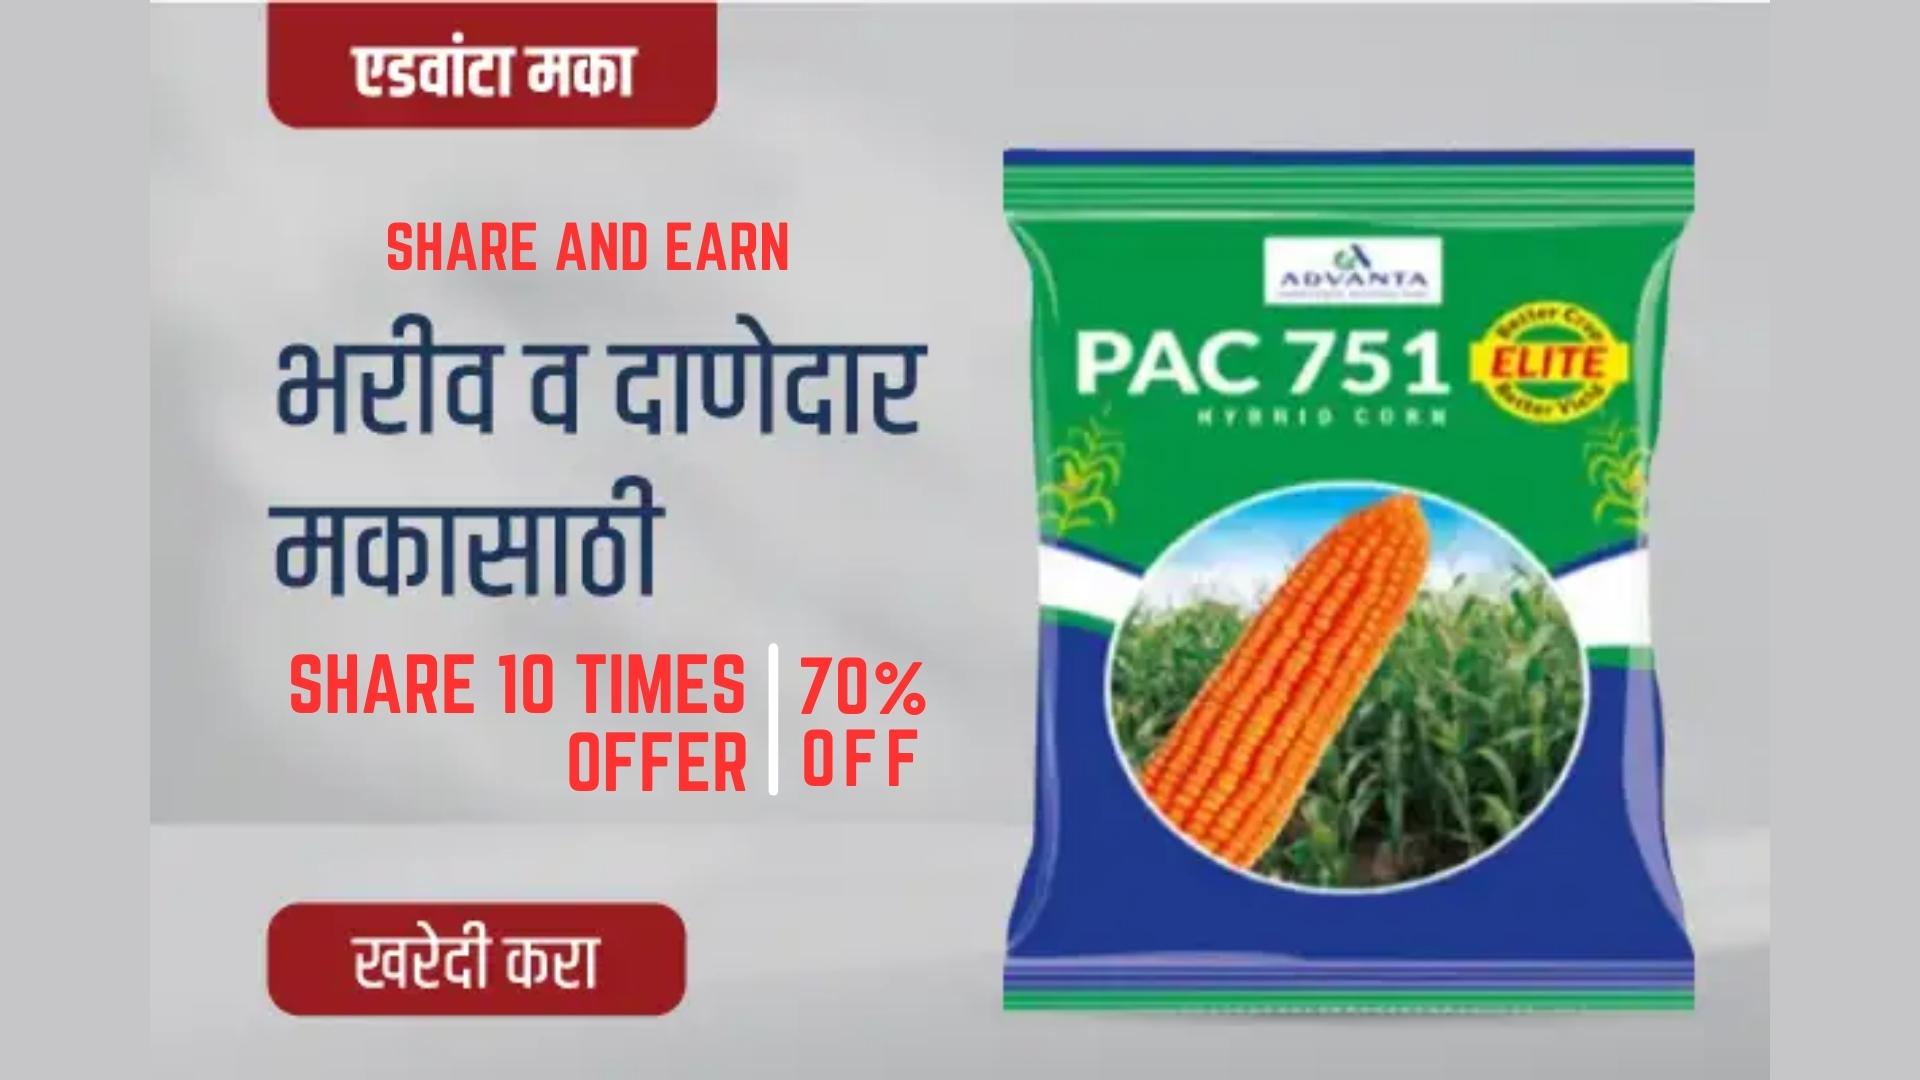 एडवांटा मका
SHARE AND EARN
भरीव व दाणेदार
मकासाठी
SHARE 10 TIMES
OFFER
70%
OFF
खरेदी करा
ADVANTA
PAC 751
HYBRID CORN
Better Crop
ELITE
Better Yield